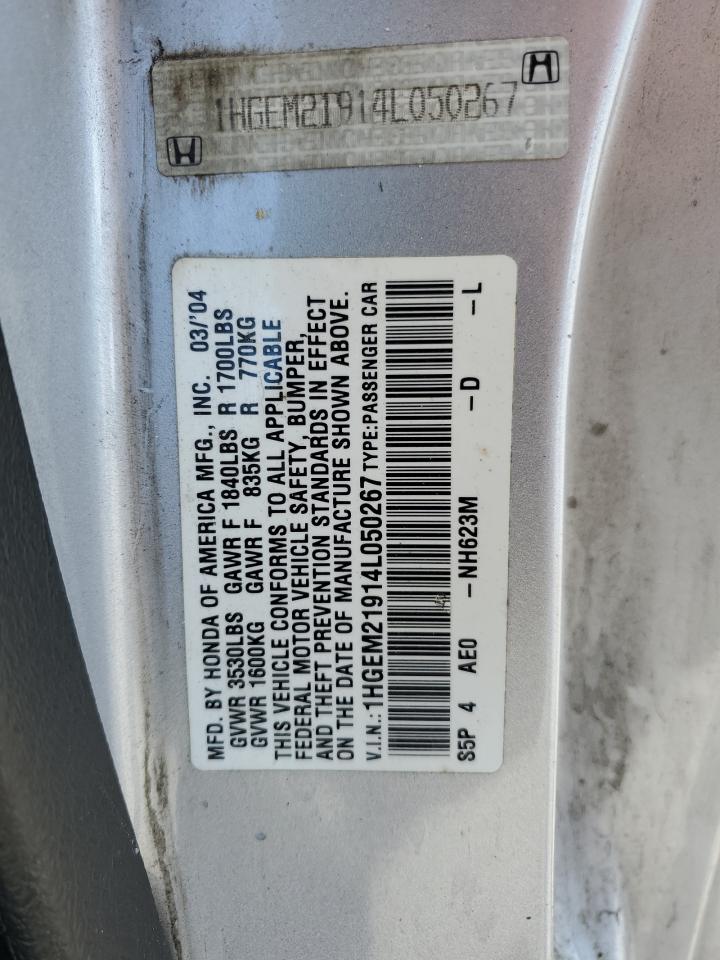 1HGEM21914L050267
MFD. BY HONDA OF AMERICA MFG., INC. 03/'04
GVWR 3530LBS GAWR F 1840LBS R 1700LBS
GVWR 1600KG GAWR F 835KG R 770KG
THIS VEHICLE CONFORMS TO ALL APPLICABLE
FEDERAL MOTOR VEHICLE SAFETY, BUMPER,
AND THEFT PREVENTION STANDARDS IN EFFECT
ON THE DATE OF MANUFACTURE SHOWN ABOVE.
V.I.N.: 1HGEM21914L050267 TYPE: PASSENGER CAR
S5P 4 AE0 -NH623M -D -L